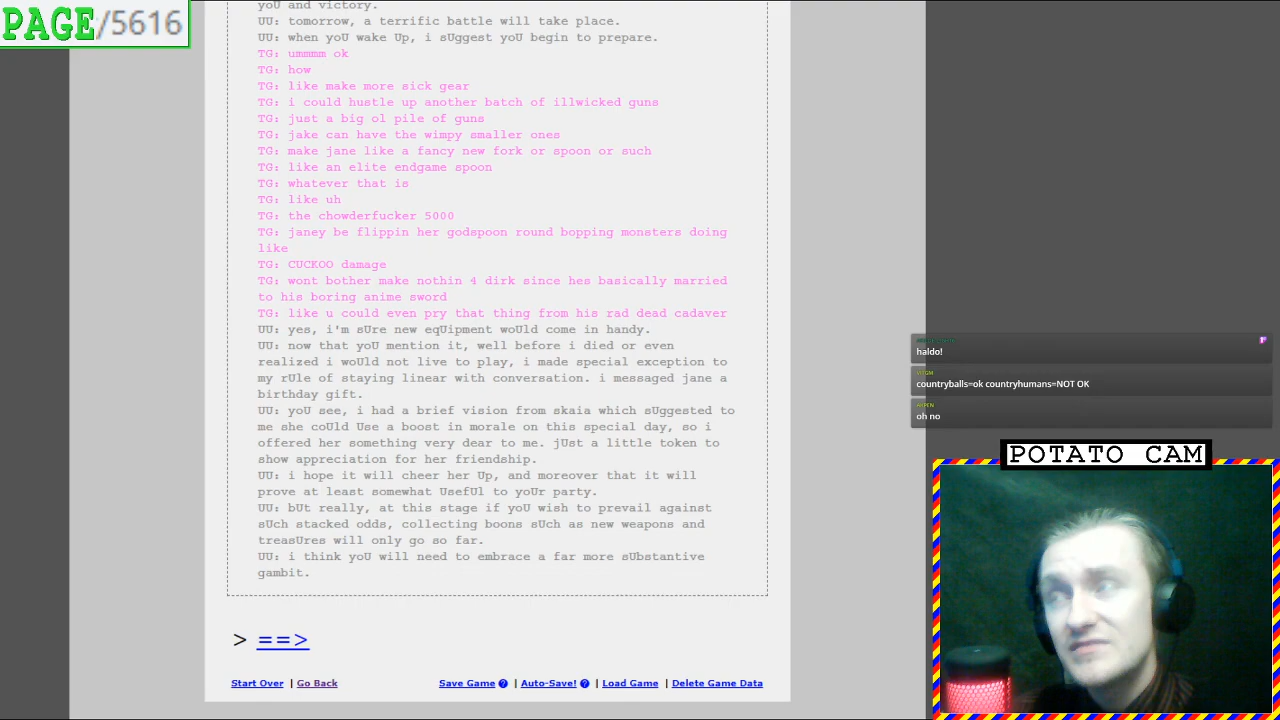 PAGE/5616
yoU and victory.
UU: tomorrow, a terrific battle will take place.
UU: when yoU wake Up, i sUggest yoU begin to prepare.
TG: ummmm ok
TG: how
TG: like make more sick gear
TG: i could hustle up another batch of illwicked guns
TG: just a big ol pile of guns
TG: jake can have the wimpy smaller ones
TG: make jane like a fancy new fork or spoon or such
TG: like an elite endgame spoon
TG: whatever that is
TG: like uh
TG: the chowderfucker 5000
TG: janey be flippin her godspoon round bopping monsters doing
like
TG: CUCKOO damage
TG: wont bother make nothin 4 dirk since hes basically married
to his boring anime sword
TG: like u could even pry that thing from his rad dead cadaver
UU: yes, i'm sUre new eqUipment woUld come in handy.
UU: now that yoU mention it, well before i died or even
realized i woUld not live to play, i made special exception to
my rUle of staying linear with conversation. i messaged jane a
birthday gift.
UU: yoU see, i had a brief vision from skaia which sUggested to
me she coUld Use a boost in morale on this special day, so i
offered her something very dear to me. jUst a little token to
show appreciation for her friendship.
UU: i hope it will cheer her Up, and moreover that it will
prove at least somewhat UsefUl to yoUr party.
UU: bUt really, at this stage if yoU wish to prevail against
sUch stacked odds, collecting boons sUch as new weapons and
treasUres will only go so far.
UU: i think yoU will need to embrace a far more sUbstantive
gambit.
> ==>
Start Over | Go Back Save Game ? | Auto-Save! ? | Load Game | Delete Game Data
haldo!
countryballs=ok countryhumans=NOT OK
oh no
POTATO CAM